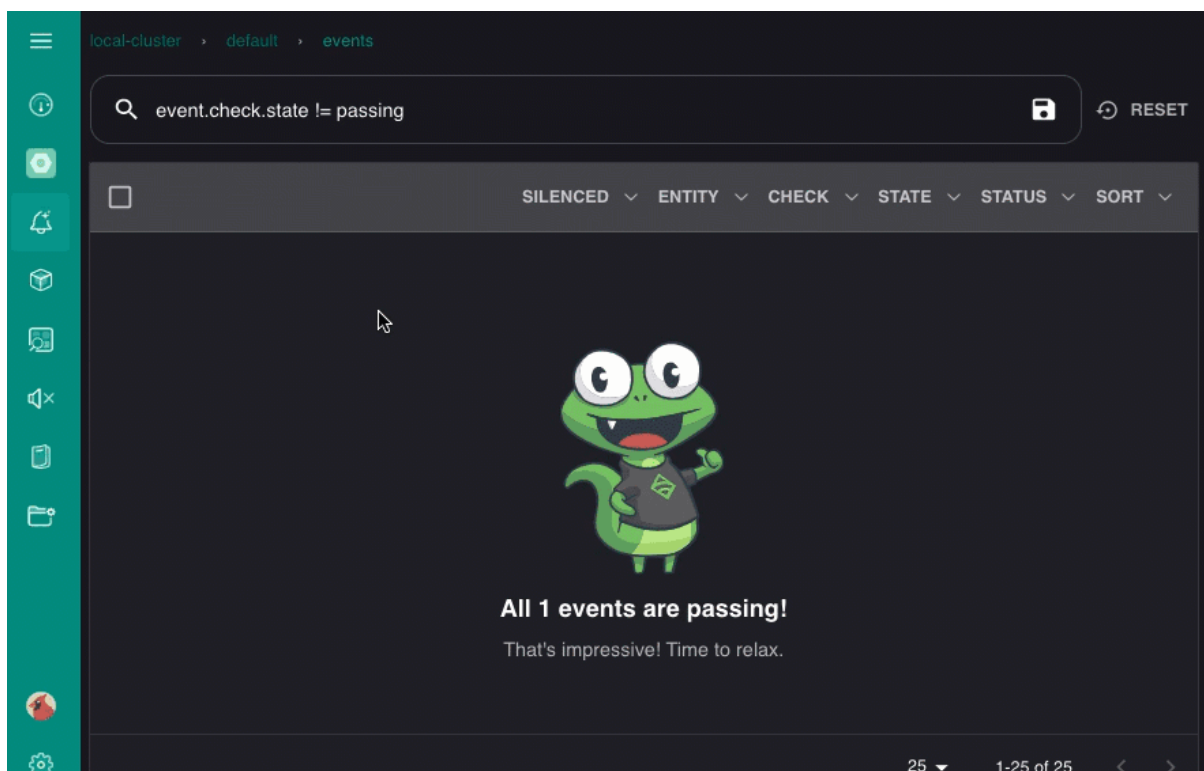 local-cluster › default › events
event.check.state != passing
RESET
SILENCED ENTITY CHECK STATE STATUS SORT
All 1 events are passing!
That's impressive! Time to relax.
25 1-25 of 25